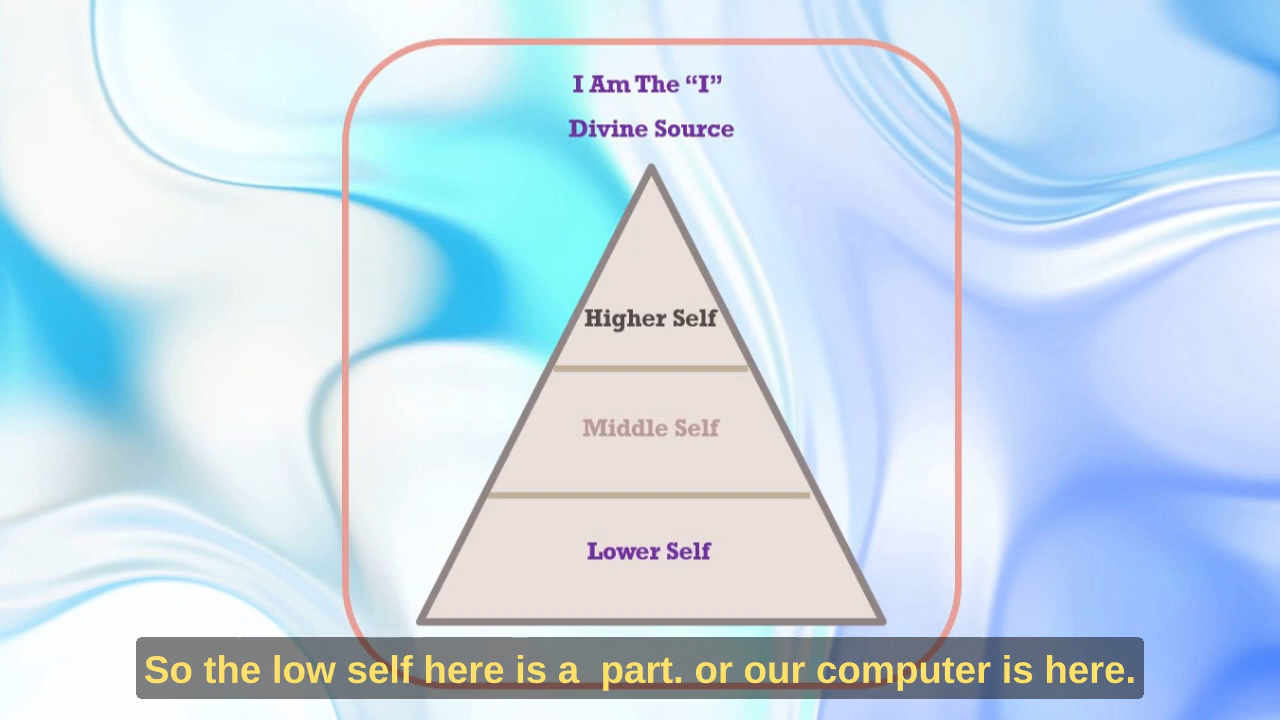 I Am The “I”
Divine Source
Higher Self
Middle Self
Lower Self
So the low self here is a  part. or our computer is here.